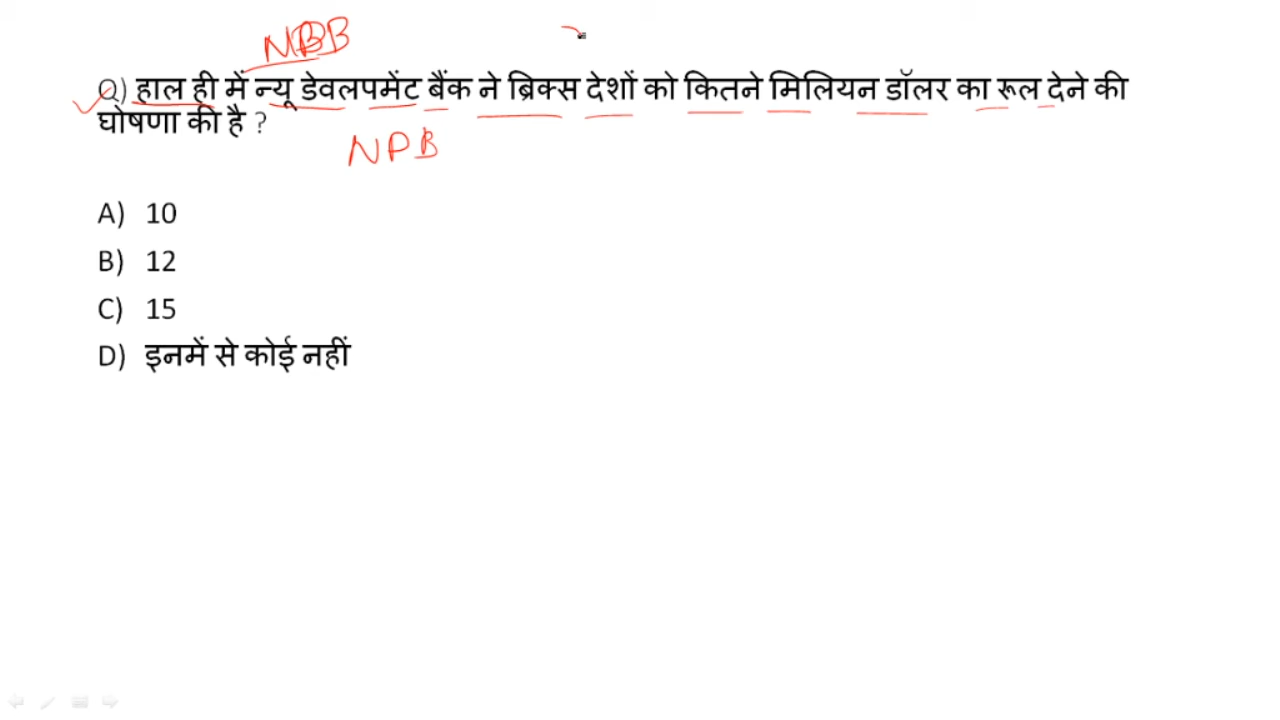 NBB
Q) हाल ही में न्यू डेवलपमेंट बैंक ने ब्रिक्स देशों को कितने मिलियन डॉलर का रूल देने की
घोषणा की है ?
NPB
A) 10
B) 12
C) 15
D) इनमें से कोई नहीं